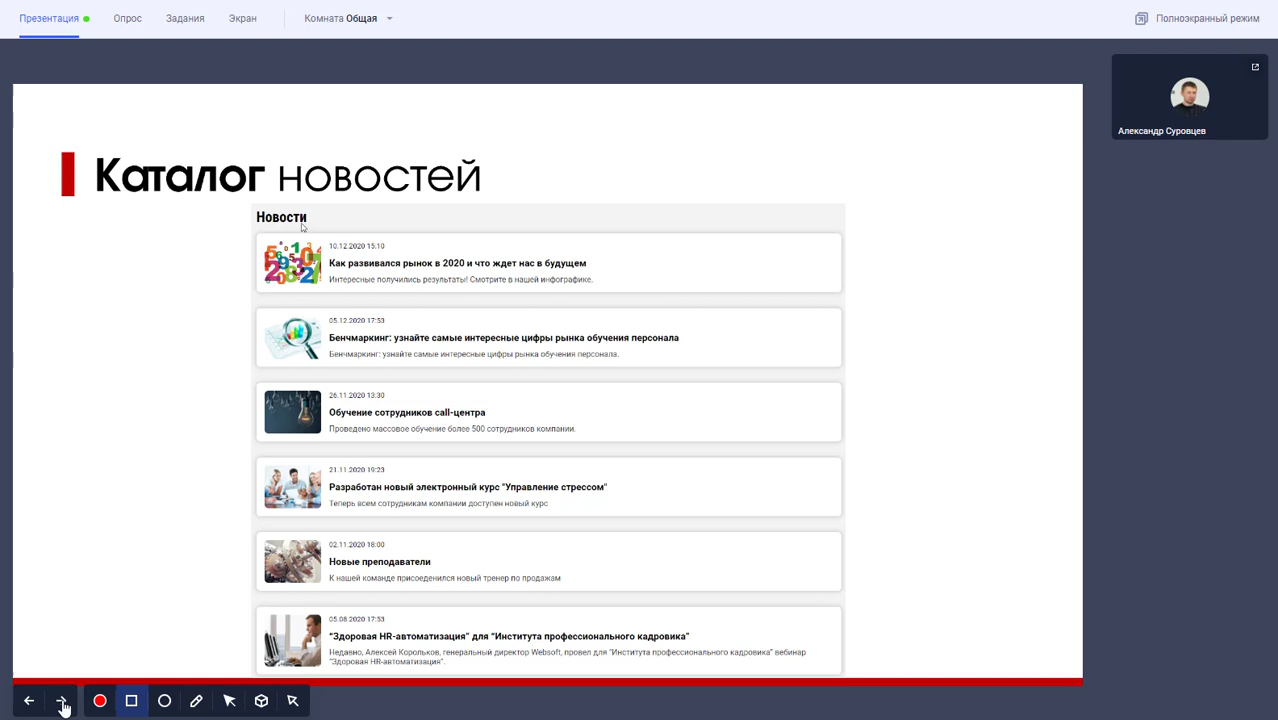 Презентация
Опрос
Задания
Экран
Комната Общая
Полноэкранный режим
Александр Суровцев
Каталог новостей
Новости
10.12.2020 15:10
Как развивался рынок в 2020 и что ждет нас в будущем
Интересные получились результаты! Смотрите в нашей инфографике.
05.12.2020 17:53
Бенчмаркинг: узнайте самые интересные цифры рынка обучения персонала
Бенчмаркинг: узнайте самые интересные цифры рынка обучения персонала.
26.11.2020 13:30
Обучение сотрудников call-центра
Проведено массовое обучение более 500 сотрудников компании.
21.11.2020 19:23
Разработан новый электронный курс "Управление стрессом"
Теперь всем сотрудникам компании доступен новый курс
02.11.2020 18:00
Новые преподаватели
К нашей команде присоеденился новый тренер по продажам
05.08.2020 17:53
"Здоровая HR-автоматизация" для "Института профессионального кадровика"
Недавно, Алексей Корольков, генеральный директор Websoft, провел для "Института профессионального кадровика" вебинар
"Здоровая HR-автоматизация".